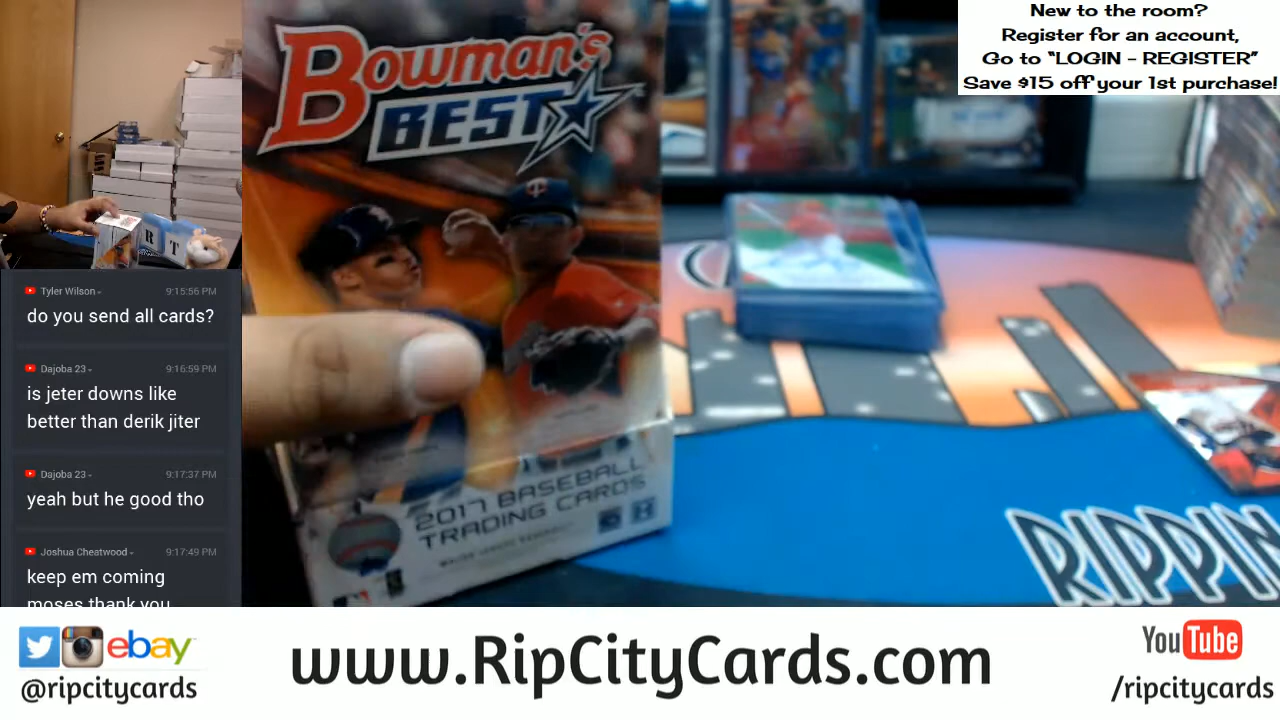 New to the room?
Register for an account,
Go to “LOGIN - REGISTER”
Save $15 off your 1st purchase!
BOWMAN'S
BEST
2017 BASEBALL
TRADING CARDS
R T
RIPPIN
Tyler Wilson 9:15:56 PM
do you send all cards?
Dajoba 23 9:16:59 PM
is jeter downs like
better than derik jiter
Dajoba 23 9:17:37 PM
yeah but he good tho
Joshua Cheatwood 9:17:49 PM
keep em coming
moses thank you
ebay
@ripcitycards
www.RipCityCards.com
YouTube
/ripcitycards